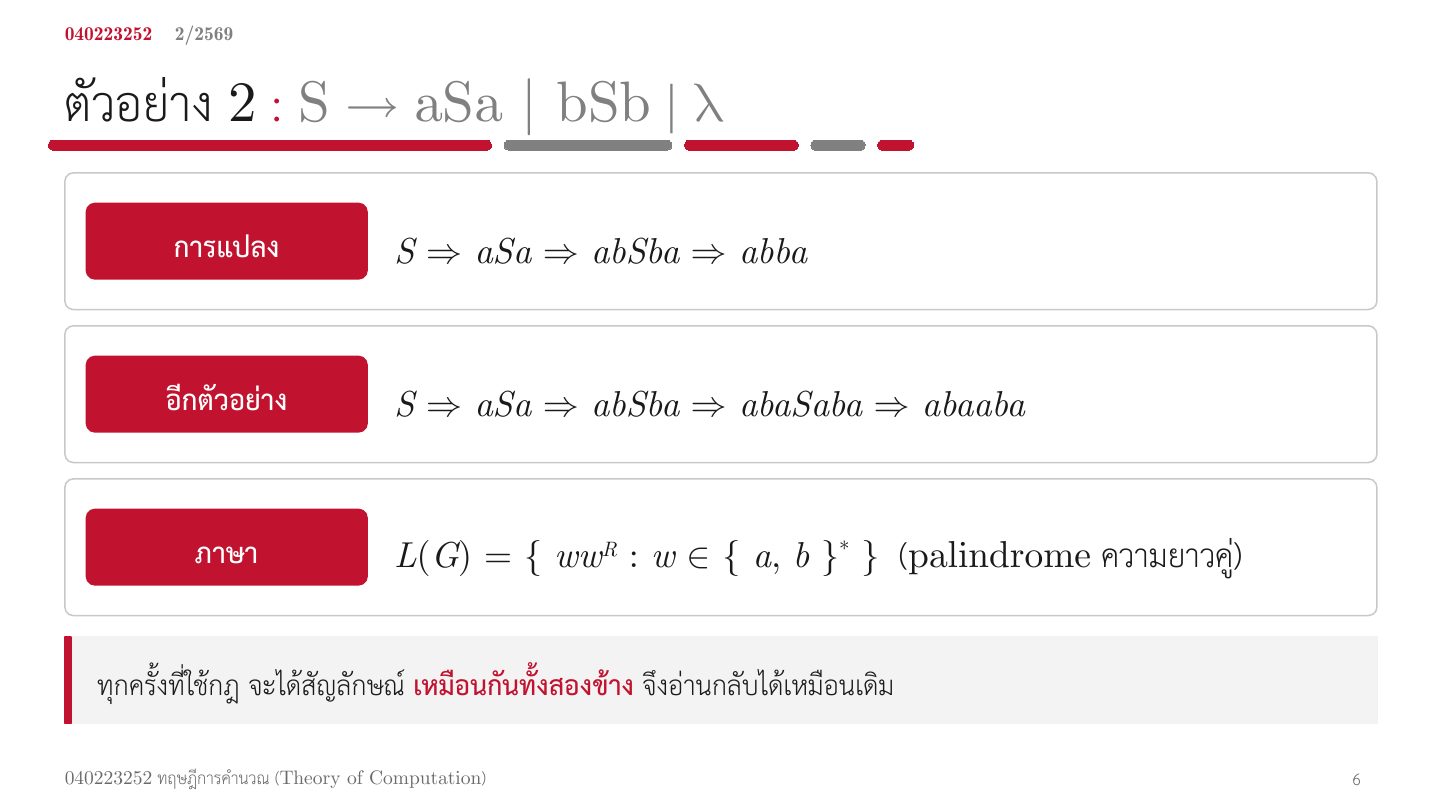 040223252 2/2569
ตัวอย่าง 2 : S → aSa | bSb | λ
การแปลง
S ⇒ aSa ⇒ abSba ⇒ abba
อีกตัวอย่าง
S ⇒ aSa ⇒ abSba ⇒ abaSaba ⇒ abaaba
ภาษา
L(G) = { wwᴿ : w ∈ { a, b }* } (palindrome ความยาวคู่)
ทุกครั้งที่ใช้กฎ จะได้สัญลักษณ์ เหมือนกันทั้งสองข้าง จึงอ่านกลับได้เหมือนเดิม
040223252 ทฤษฎีการคำนวณ (Theory of Computation)
6